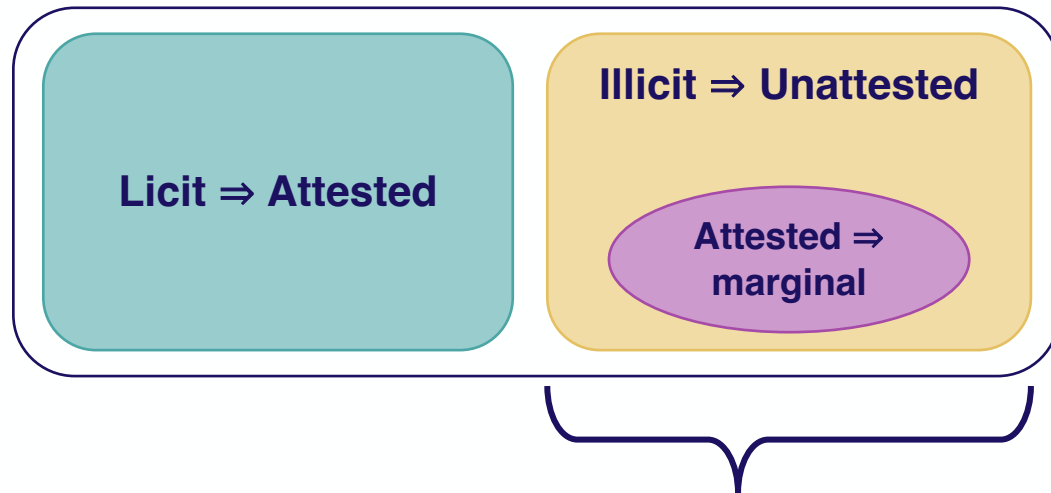 Licit ⇒ Attested
Illicit ⇒ Unattested
Attested ⇒
marginal